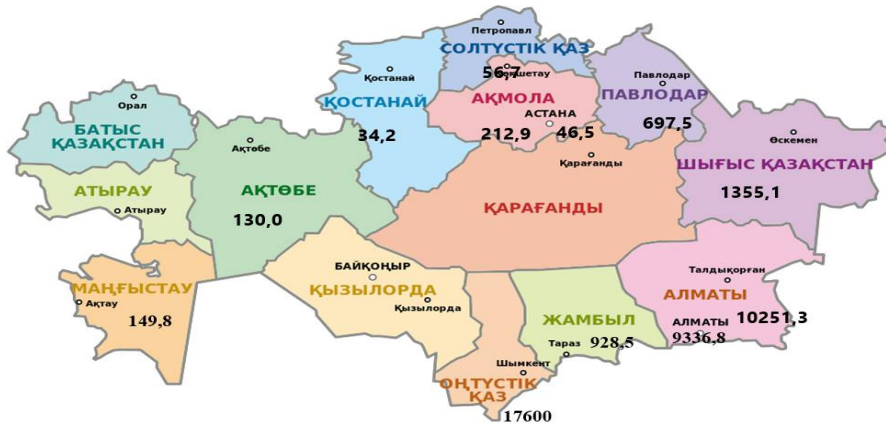 Петропавл
СОЛТҮСТІК ҚАЗ
56,7
Көкшетау
Қостанай
ҚОСТАНАЙ
34,2
АҚМОЛА
АСТАНА
212,9
46,5
Павлодар
ПАВЛОДАР
697,5
Өскемен
ШЫҒЫС ҚАЗАҚСТАН
1355,1
Орал
БАТЫС
ҚАЗАҚСТАН
Ақтөбе
АҚТӨБЕ
130,0
АТЫРАУ
Атырау
Қарағанды
ҚАРАҒАНДЫ
МАҢҒЫСТАУ
Ақтау
149,8
БАЙҚОҢЫР
ҚЫЗЫЛОРДА
Қызылорда
Талдықорған
АЛМАТЫ
10251,3
АЛМАТЫ
9336,8
ЖАМБЫЛ
Тараз
928,5
Шымкент
ОҢТҮСТІК
ҚАЗ
17600